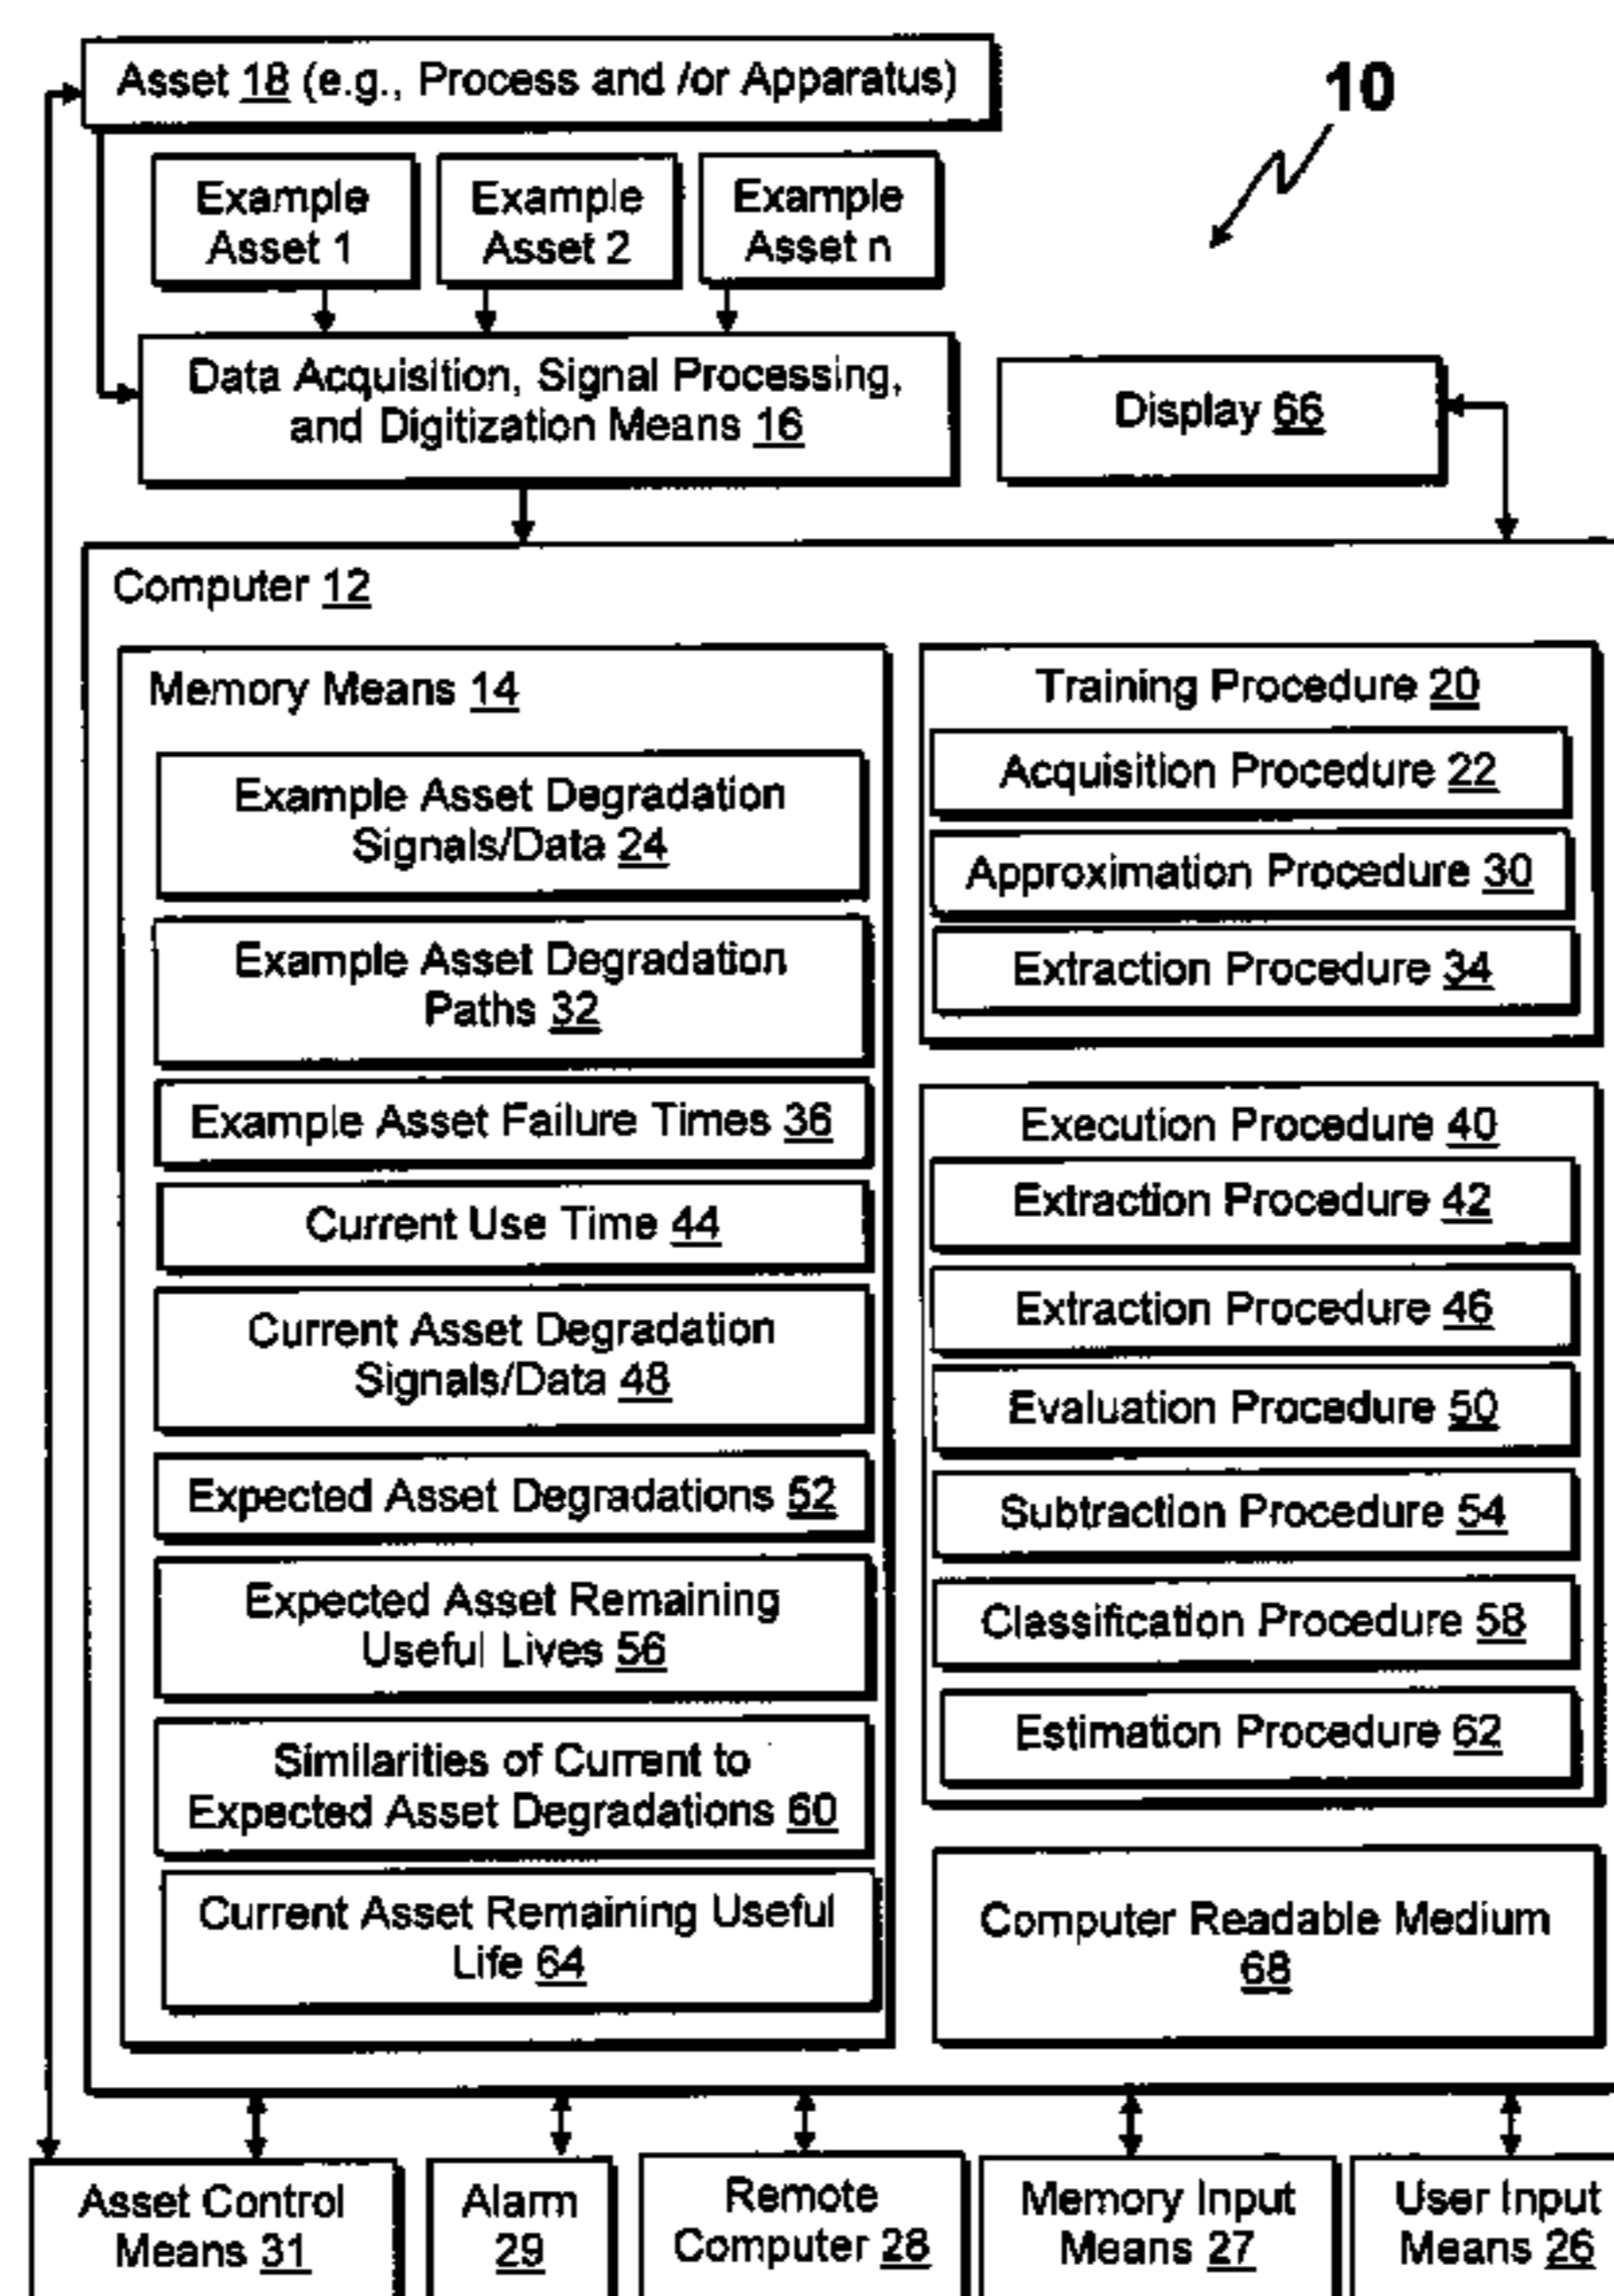 Asset 18 (e.g., Process and /or Apparatus)
10
Example
Asset 1
Example
Asset 2
Example
Asset n
Data Acquisition, Signal Processing,
and Digitization Means 16
Display 66
Computer 12
Memory Means 14
Example Asset Degradation
Signals/Data 24
Example Asset Degradation
Paths 32
Example Asset Failure Times 36
Current Use Time 44
Current Asset Degradation
Signals/Data 48
Expected Asset Degradations 52
Expected Asset Remaining
Useful Lives 56
Similarities of Current to
Expected Asset Degradations 60
Current Asset Remaining Useful
Life 64
Training Procedure 20
Acquisition Procedure 22
Approximation Procedure 30
Extraction Procedure 34
Execution Procedure 40
Extraction Procedure 42
Extraction Procedure 46
Evaluation Procedure 50
Subtraction Procedure 54
Classification Procedure 58
Estimation Procedure 62
Computer Readable Medium
68
Asset Control
Means 31
Alarm
29
Remote
Computer 28
Memory Input
Means 27
User Input
Means 26